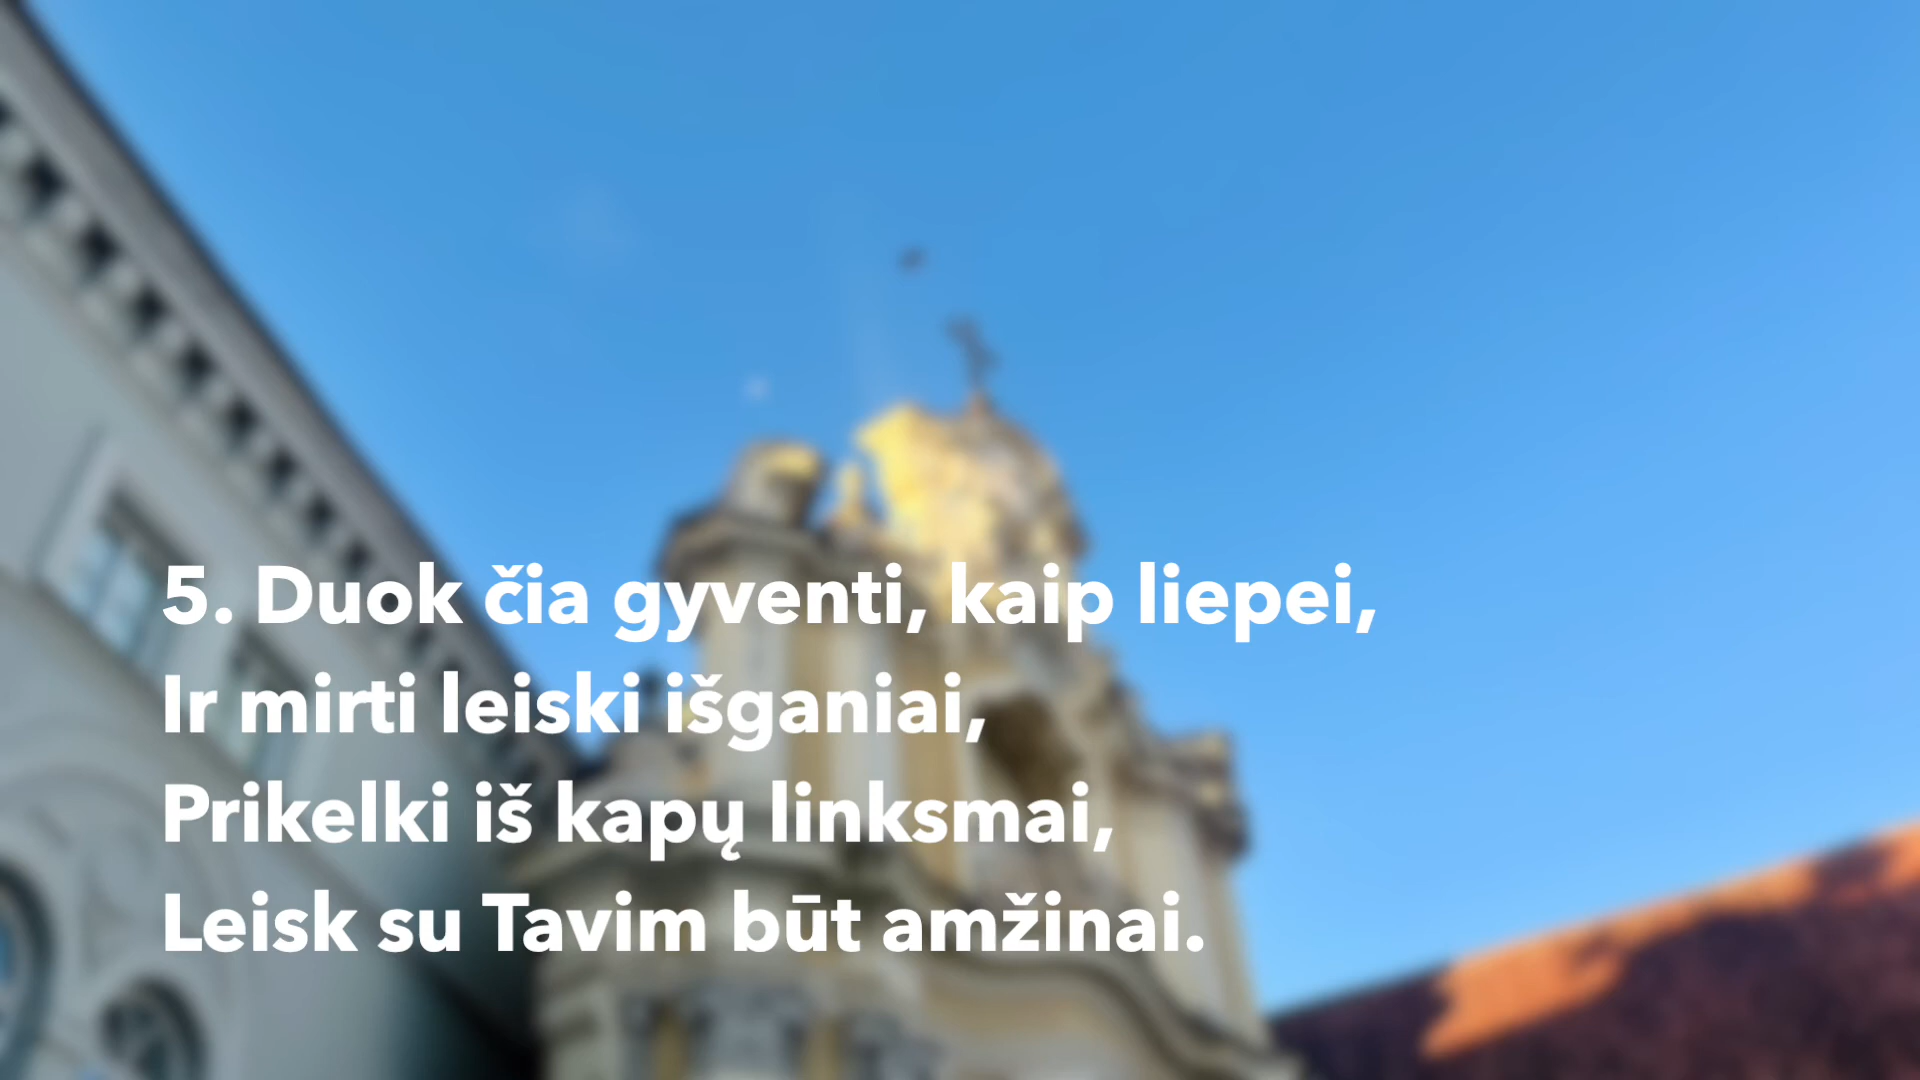 5. Duok čia gyventi, kaip liepei,
Ir mirti leiski išganiai,
Prikelki iš kapų linksmai,
Leisk su Tavim būt amžinai.